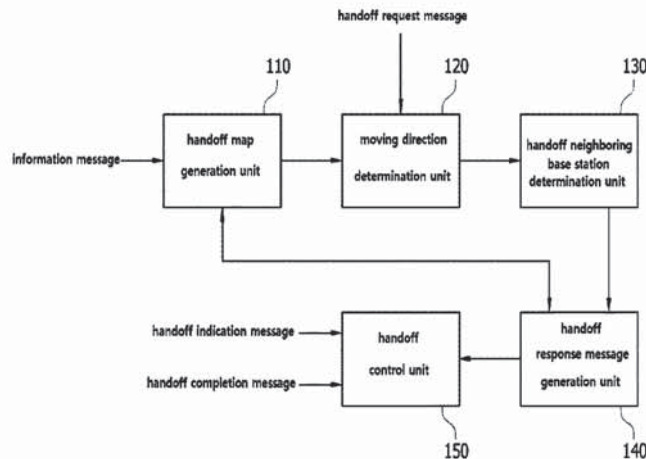 handoff request message
110
120
130
information message
handoff map
generation unit
moving direction
determination unit
handoff neighboring
base station
determination unit
handoff indication message
handoff completion message
handoff
control unit
handoff
response message
generation unit
150
140